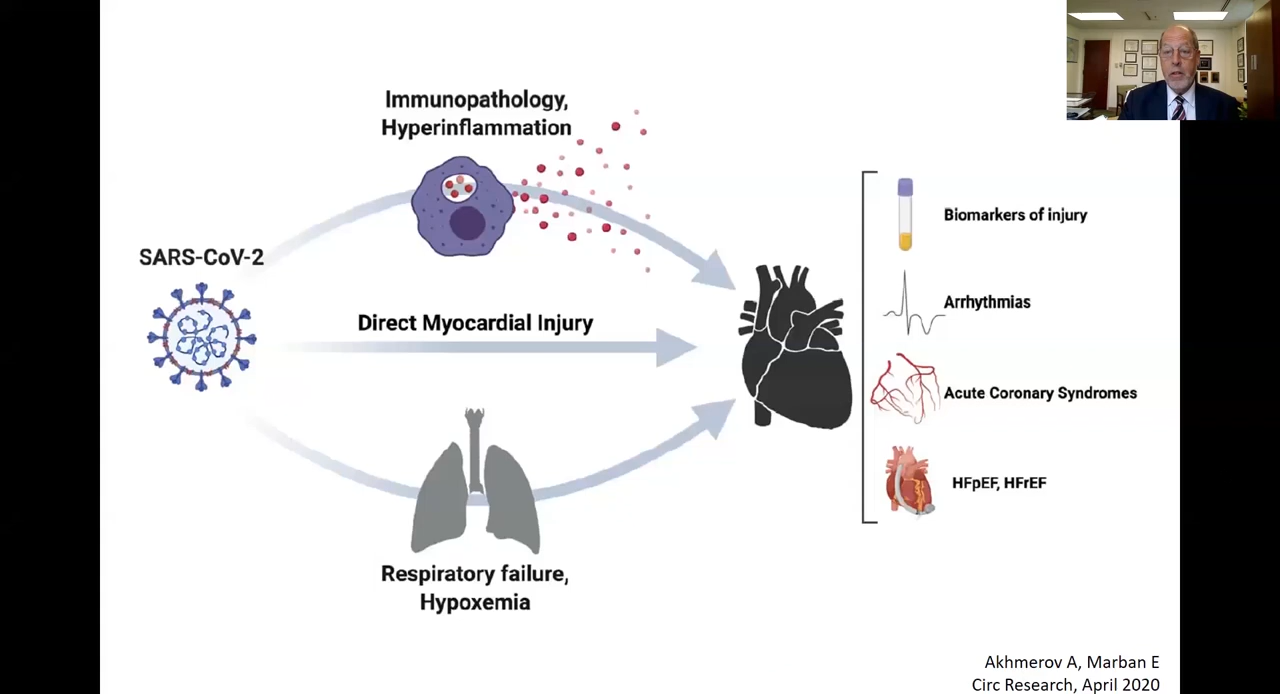 Immunopathology,
Hyperinflammation
SARS-CoV-2
Direct Myocardial Injury
Respiratory failure,
Hypoxemia
Biomarkers of injury
Arrhythmias
Acute Coronary Syndromes
HFpEF, HFrEF
Akhmerov A, Marban E
Circ Research, April 2020